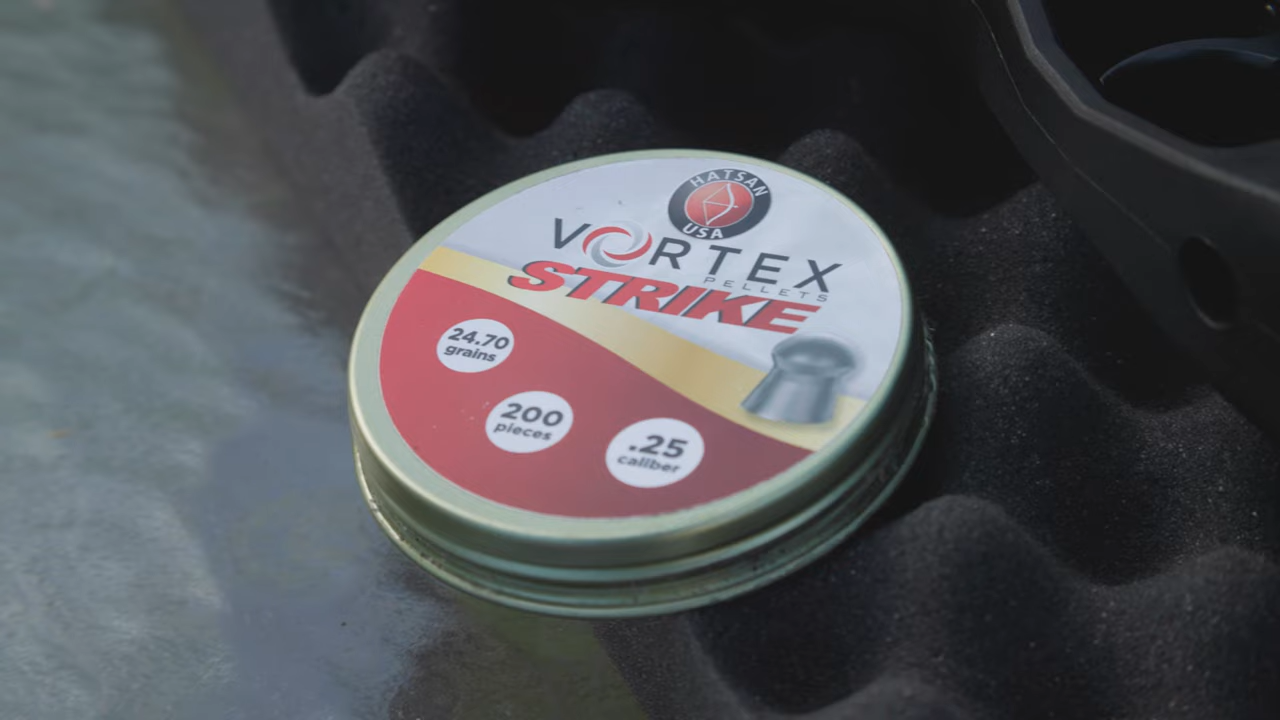 HATSAN
USA
VORTEX
PELLETS
STRIKE
24.70
grains
200
pieces
.25
caliber